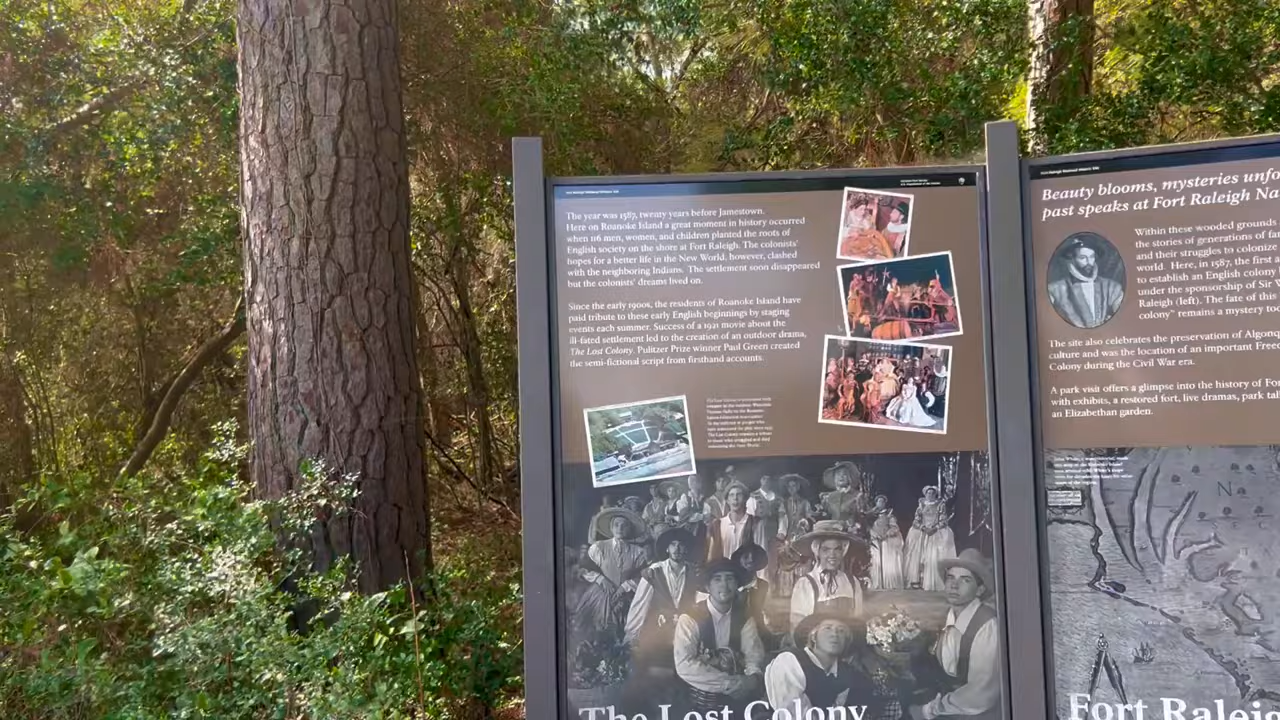 The year was 1587, twenty years before Jamestown.
Here on Roanoke Island a great moment in history occurred
when 116 men, women, and children planted the roots of
English society on the shore at Fort Raleigh. The colonists'
hopes for a better life in the New World, however, clashed
with the neighboring Indians. The settlement soon disappeared
but the colonists' dreams lived on.
Since the early 1900s, the residents of Roanoke Island have
paid tribute to these early English beginnings by staging
events each summer. Success of a 1921 movie about the
ill-fated settlement led to the creation of an outdoor drama,
The Lost Colony. Pulitzer Prize winner Paul Green created
the semi-fictional script from firsthand accounts.
The Lost Colony
Beauty blooms, mysteries unfo
past speaks at Fort Raleigh Na
Within these wooded grounds
the stories of generations of fam
and their struggles to colonize
world. Here, in 1587, the first a
to establish an English colony
under the sponsorship of Sir W
Raleigh (left). The fate of this
colony" remains a mystery tod
The site also celebrates the preservation of Algonq
culture and was the location of an important Freed
Colony during the Civil War era.
A park visit offers a glimpse into the history of For
with exhibits, a restored fort, live dramas, park tal
an Elizabethan garden.
Fort Raleig